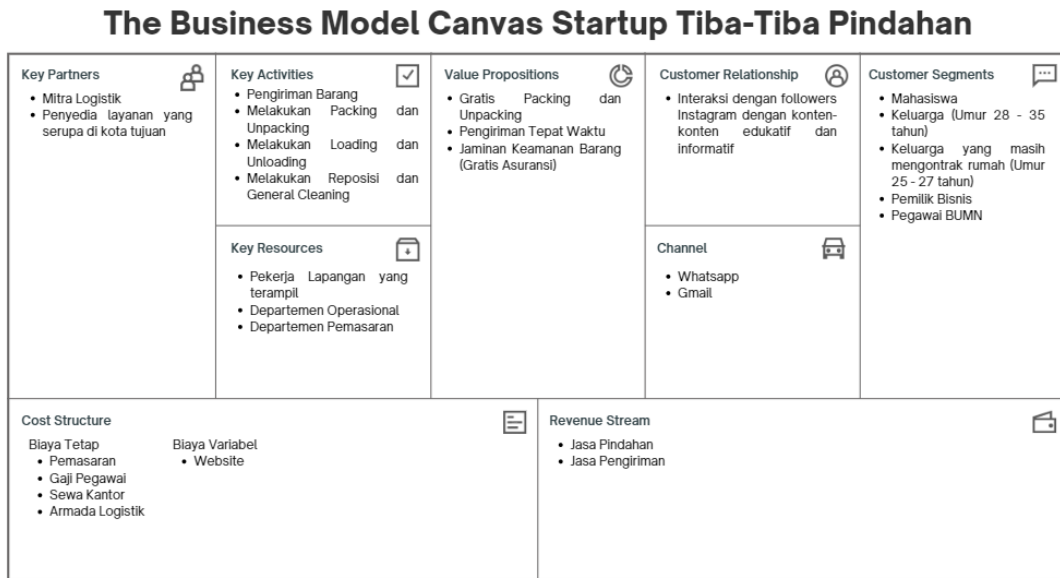 The Business Model Canvas Startup Tiba-Tiba Pindahan
Key Partners
• Mitra Logistik
• Penyedia layanan yang
serupa di kota tujuan
Key Activities
• Pengiriman Barang
• Melakukan Packing dan
Unpacking
• Melakukan Loading dan
Unloading
• Melakukan Reposisi dan
General Cleaning
Key Resources
• Pekerja Lapangan yang
terampil
• Departemen Operasional
• Departemen Pemasaran
Value Propositions
• Gratis Packing dan
Unpacking
• Pengiriman Tepat Waktu
• Jaminan Keamanan Barang
(Gratis Asuransi)
Customer Relationship
• Interaksi dengan followers
Instagram dengan konten-
konten edukatif dan
informatif
Channel
• Whatsapp
• Gmail
Customer Segments
• Mahasiswa
• Keluarga (Umur 28 - 35
tahun)
• Keluarga yang masih
mengontrak rumah (Umur
25 - 27 tahun)
• Pemilik Bisnis
• Pegawai BUMN
Cost Structure
Biaya Tetap
• Pemasaran
• Gaji Pegawai
• Sewa Kantor
• Armada Logistik
Biaya Variabel
• Website
Revenue Stream
• Jasa Pindahan
• Jasa Pengiriman